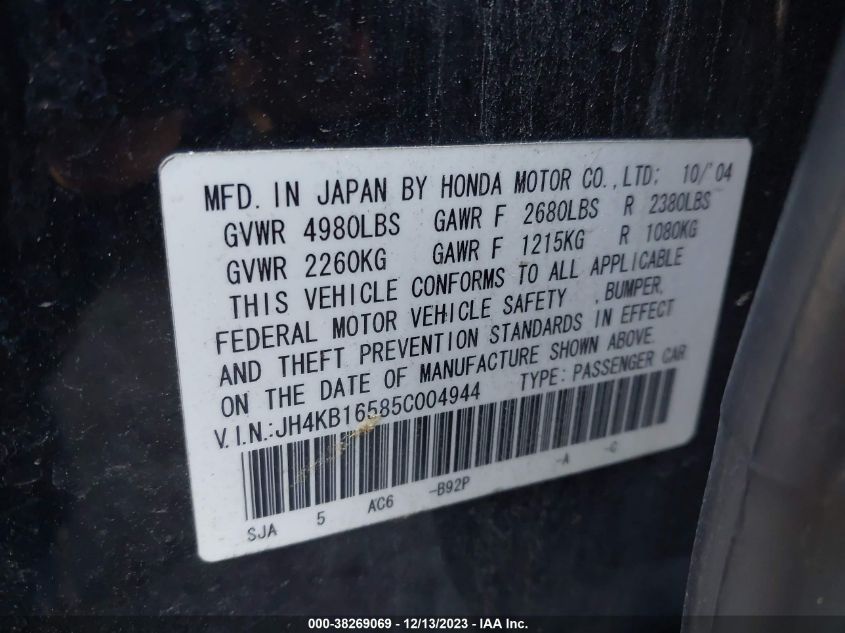 MFD. IN JAPAN BY HONDA MOTOR CO.,LTD: 10/'04
GVWR 4980LBS GAWR F 2680LBS R 2380LBS
GVWR 2260KG GAWR F 1215KG R 1080KG
THIS VEHICLE CONFORMS TO ALL APPLICABLE
FEDERAL MOTOR VEHICLE SAFETY ,BUMPER,
AND THEFT PREVENTION STANDARDS IN EFFECT
ON THE DATE OF MANUFACTURE SHOWN ABOVE.
V.I.N.:JH4KB16585C004944 TYPE: PASSENGER CAR
SJA 5 AC6 -B92P -A -C
000-38269069 - 12/13/2023 - IAA Inc.